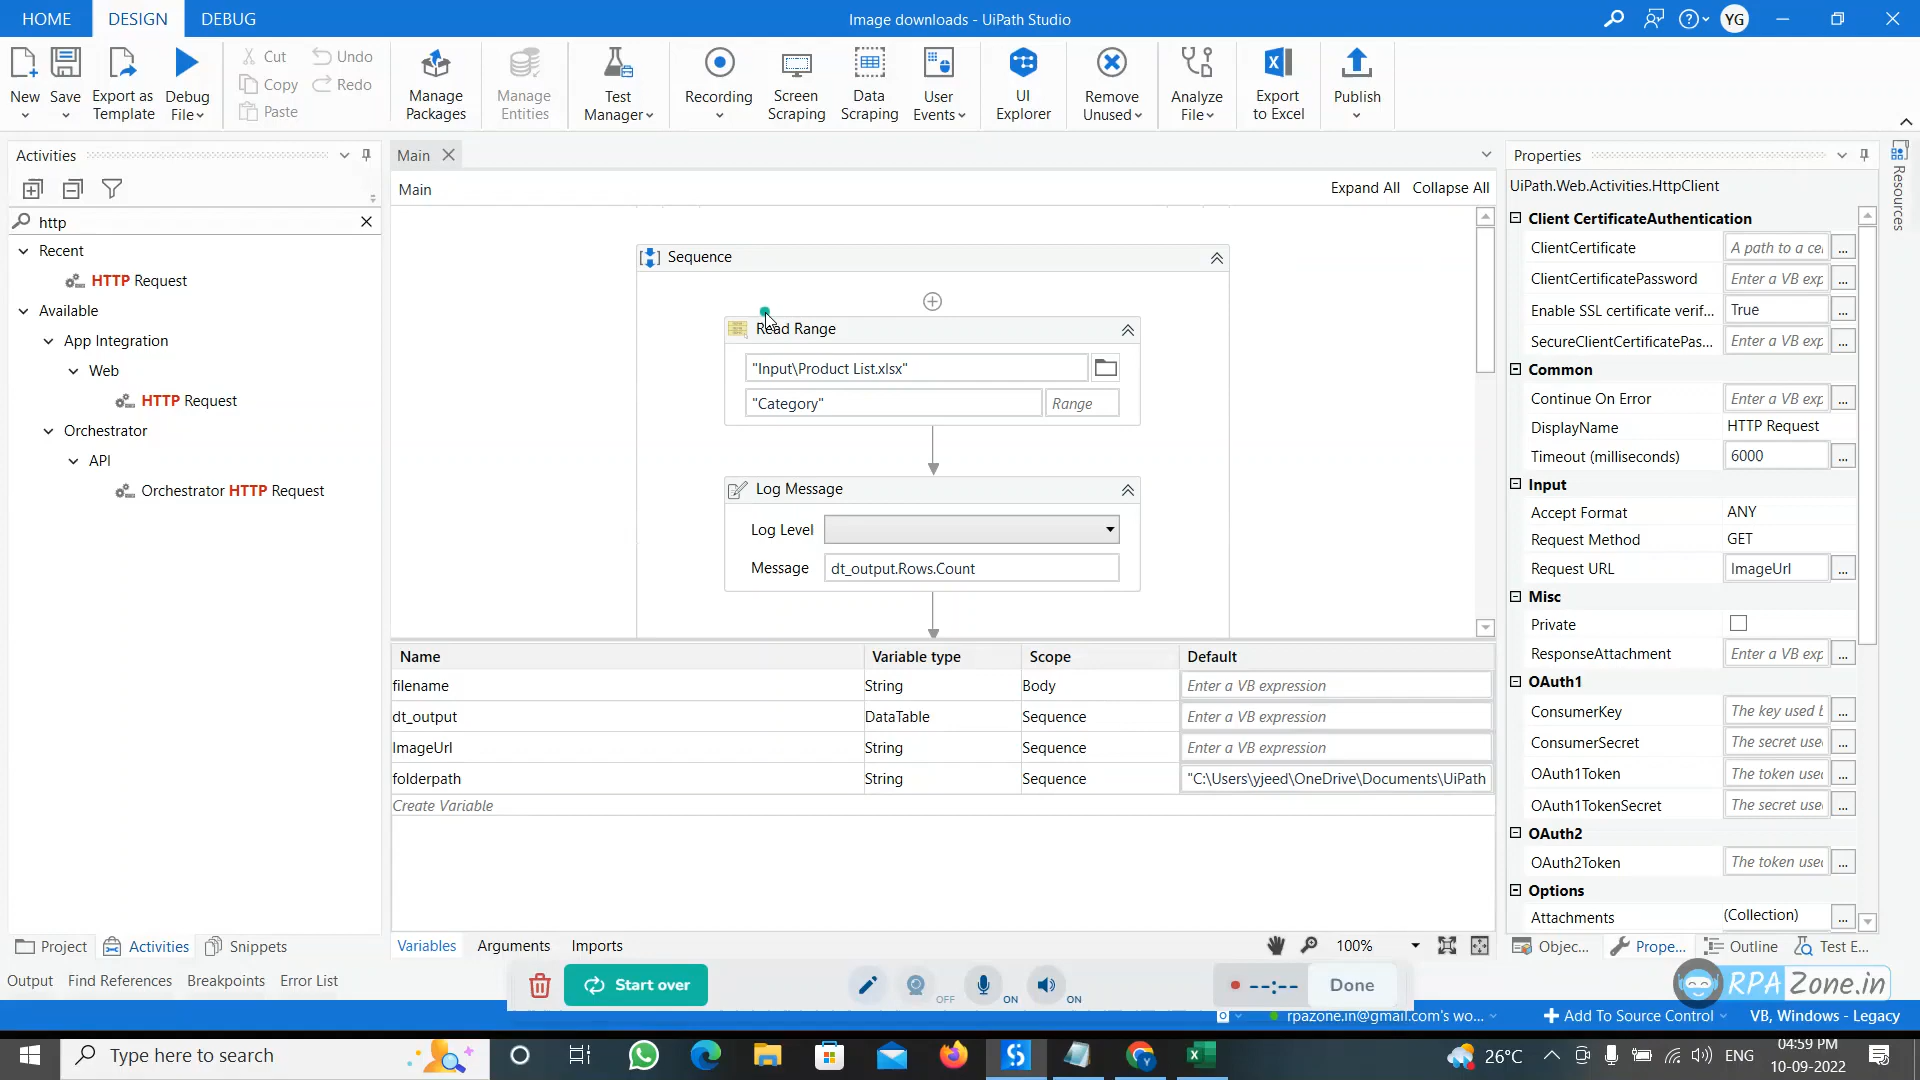 HOME DESIGN DEBUG Image downloads - UiPath Studio YG
New Save Export as Template Debug File Cut Copy Paste Undo Redo Manage Packages Manage Entities Test Manager Recording Screen Scraping Data Scraping User Events UI Explorer Remove Unused Analyze File Export to Excel Publish
Activities
http
Recent
HTTP Request
Available
App Integration
Web
HTTP Request
Orchestrator
API
Orchestrator HTTP Request
Main
Main Expand All Collapse All
Sequence
Read Range
"Input\Product List.xlsx"
"Category" Range
Log Message
Log Level
Message dt_output.Rows.Count
Name Variable type Scope Default
filename String Body Enter a VB expression
dt_output DataTable Sequence Enter a VB expression
ImageUrl String Sequence Enter a VB expression
folderpath String Sequence "C:\Users\yjeed\OneDrive\Documents\UiPath
Create Variable
Properties
UiPath.Web.Activities.HttpClient
Client CertificateAuthentication
ClientCertificate A path to a ce ...
ClientCertificatePassword Enter a VB exp ...
Enable SSL certificate verif... True ...
SecureClientCertificatePas... Enter a VB exp ...
Common
Continue On Error Enter a VB exp ...
DisplayName HTTP Request
Timeout (milliseconds) 6000 ...
Input
Accept Format ANY
Request Method GET
Request URL ImageUrl ...
Misc
Private
ResponseAttachment Enter a VB exp ...
OAuth1
ConsumerKey The key used b ...
ConsumerSecret The secret use ...
OAuth1Token The token used ...
OAuth1TokenSecret The secret use ...
OAuth2
OAuth2Token The token used ...
Options
Attachments (Collection) ...
Resources
Project Activities Snippets Variables Arguments Imports 100% Objec... Prope... Outline Test E...
Output Find References Breakpoints Error List
Start over OFF ON ON --:-- Done
RPAZone.in
rpazone.in@gmail.com's wo... Add To Source Control VB, Windows - Legacy
Type here to search 26°C ENG 04:59 PM
10-09-2022